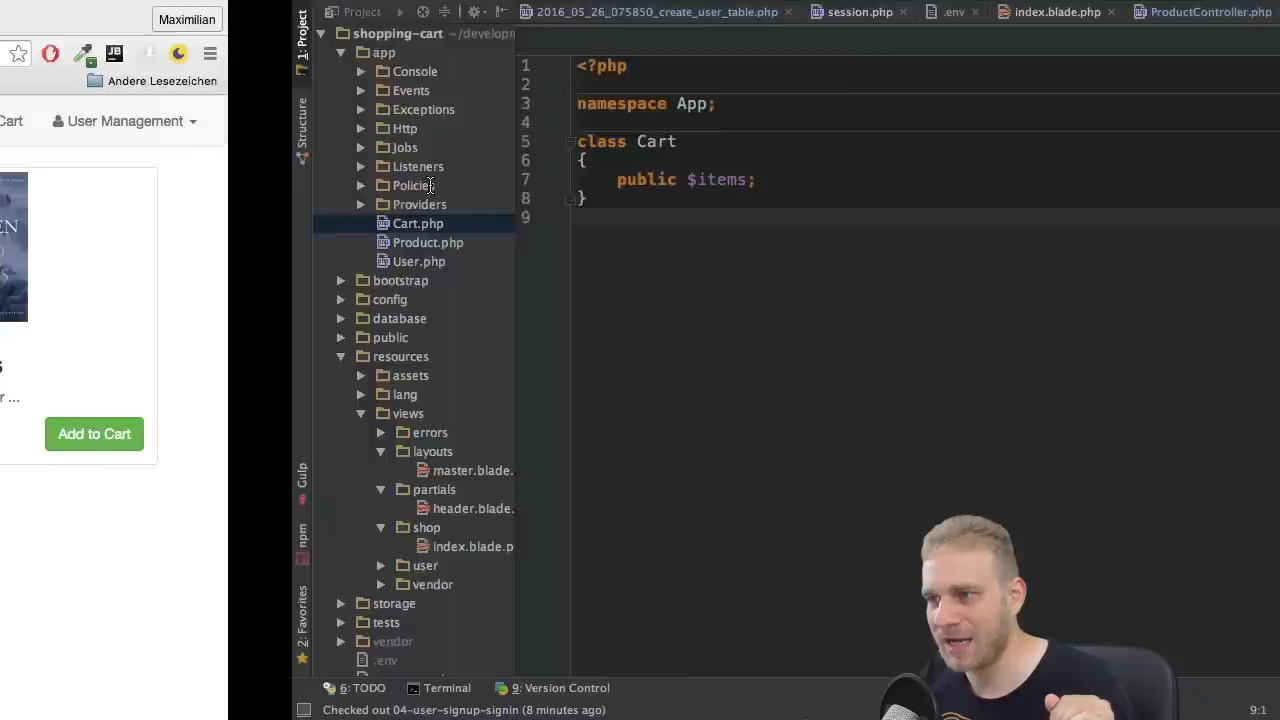 Maximilian
JB
Andere Lesezeichen
Cart
User Management
EN
r ...
Add to Cart
1: Project
Structure
Gulp
npm
2: Favorites
Project
2016_05_26_075850_create_user_table.php
session.php
.env
index.blade.php
ProductController.php
shopping-cart ~/developm
app
Console
Events
Exceptions
Http
Jobs
Listeners
Policies
Providers
Cart.php
Product.php
User.php
bootstrap
config
database
public
resources
assets
lang
views
errors
layouts
master.blade.
partials
header.blade.
shop
index.blade.p
user
vendor
storage
tests
vendor
.env
1 <?php
2
3 namespace App;
4
5 class Cart
6 {
7 public $items;
8 }
9
6: TODO
Terminal
9: Version Control
Checked out 04-user-signup-signin (8 minutes ago)
9:1